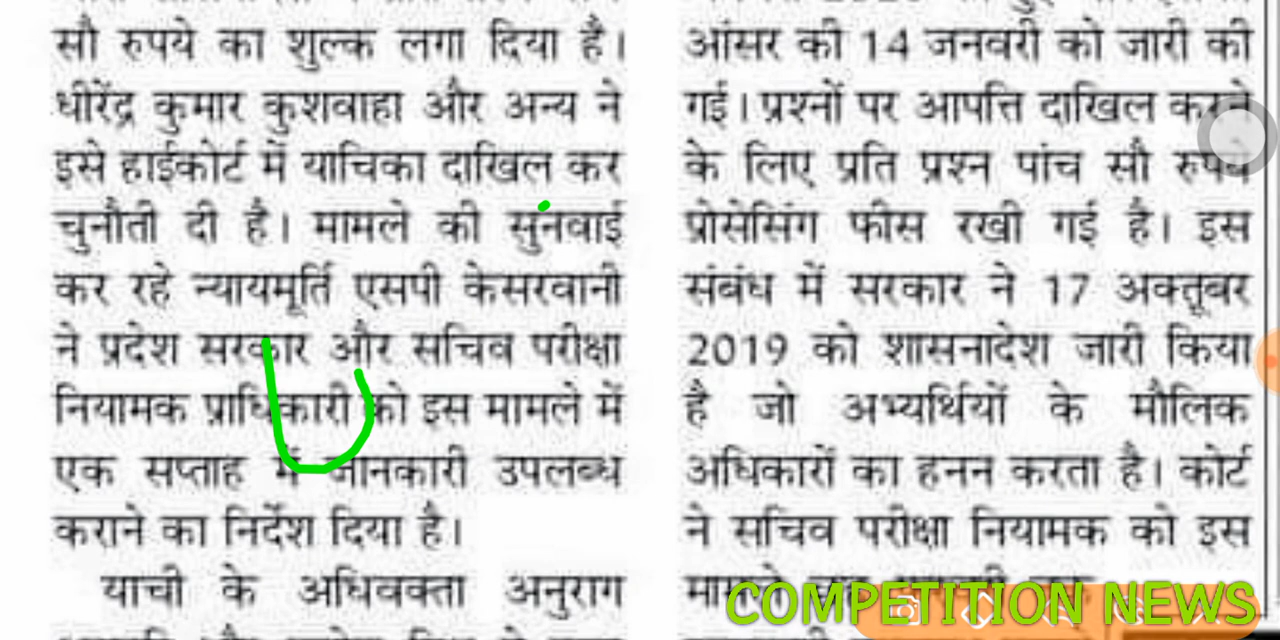 सौ रुपये का शुल्क लगा दिया है।
धीरेंद्र कुमार कुशवाहा और अन्य ने
इसे हाईकोर्ट में याचिका दाखिल कर
चुनौती दी है। मामले की सुनवाई
कर रहे न्यायमूर्ति एसपी केसरवानी
ने प्रदेश सरकार और सचिव परीक्षा
नियामक प्राधिकारी को इस मामले में
एक सप्ताह में जानकारी उपलब्ध
कराने का निर्देश दिया है।
याची के अधिवक्ता अनुराग
आंसर की 14 जनवरी को जारी की
गई। प्रश्नों पर आपत्ति दाखिल करने
के लिए प्रति प्रश्न पांच सौ रुपये
प्रोसेसिंग फीस रखी गई है। इस
संबंध में सरकार ने 17 अक्तूबर
2019 को शासनादेश जारी किया
है जो अभ्यर्थियों के मौलिक
अधिकारों का हनन करता है। कोर्ट
ने सचिव परीक्षा नियामक को इस
COMPETITION NEWS